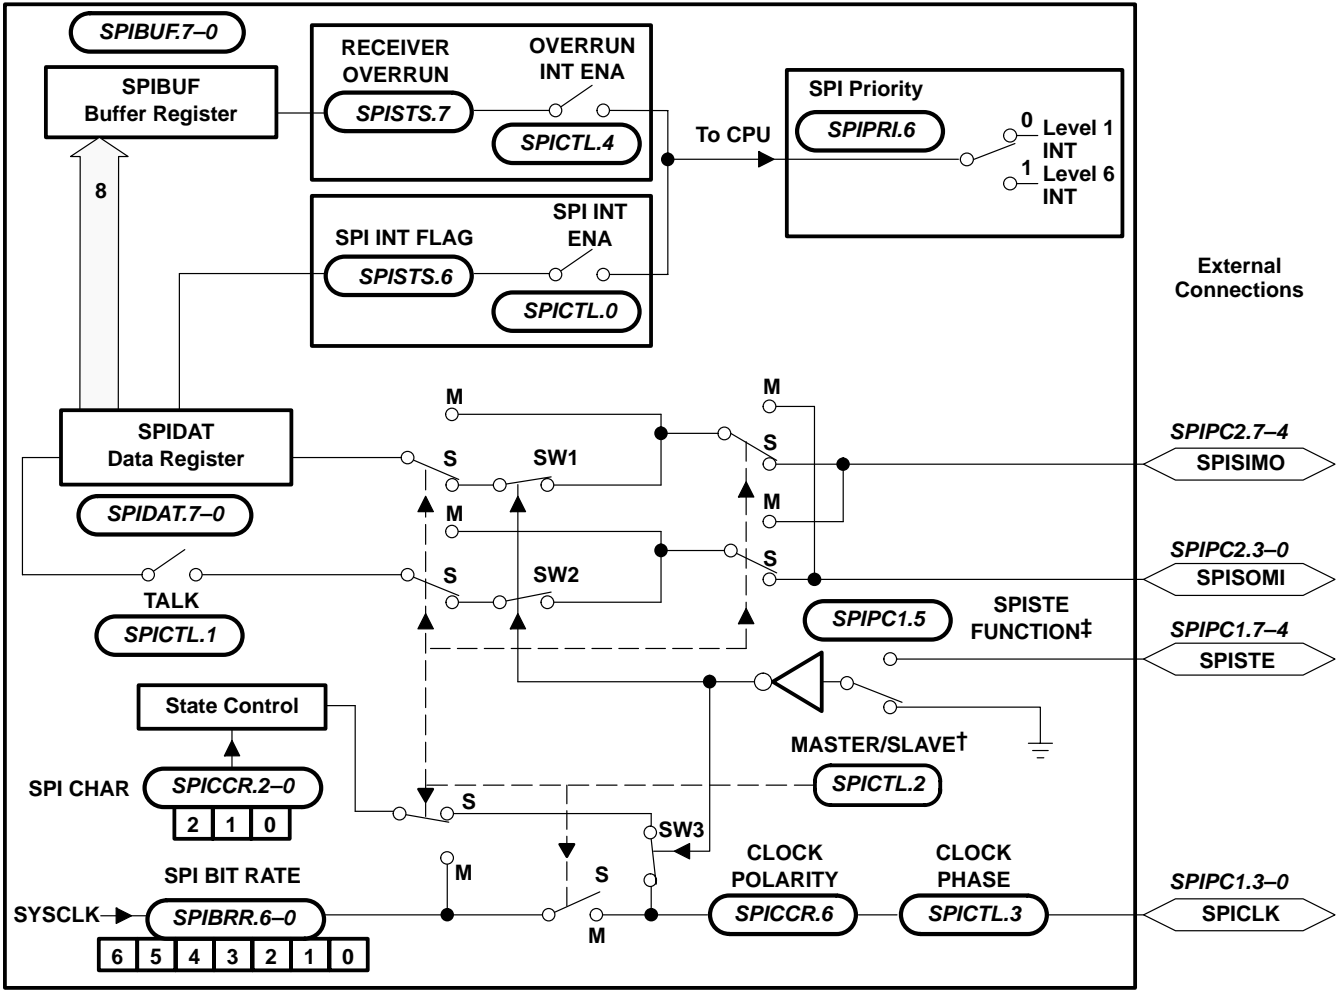 SPIBUF.7–0
SPIBUF
Buffer Register
8
RECEIVER
OVERRUN
SPISTS.7
OVERRUN
INT ENA
SPICTL.4
To CPU
SPI Priority
SPIPRI.6
0
Level 1
INT
1
Level 6
INT
SPI INT FLAG
SPISTS.6
SPI INT
ENA
SPICTL.0
External
Connections
SPIDAT
Data Register
SPIDAT.7–0
M
S
SW1
M
S
SPIPC2.7–4
SPISIMO
M
S
SW2
M
S
SPIPC2.3–0
SPISOMI
TALK
SPICTL.1
SPIPC1.5
SPISTE
FUNCTION‡
SPIPC1.7–4
SPISTE
State Control
MASTER/SLAVE†
SPICTL.2
SPI CHAR
SPICCR.2–0
2 1 0
S
M
SW3
SPI BIT RATE
SYSCLK
SPIBRR.6–0
6 5 4 3 2 1 0
S
M
CLOCK
POLARITY
SPICCR.6
CLOCK
PHASE
SPICTL.3
SPIPC1.3–0
SPICLK